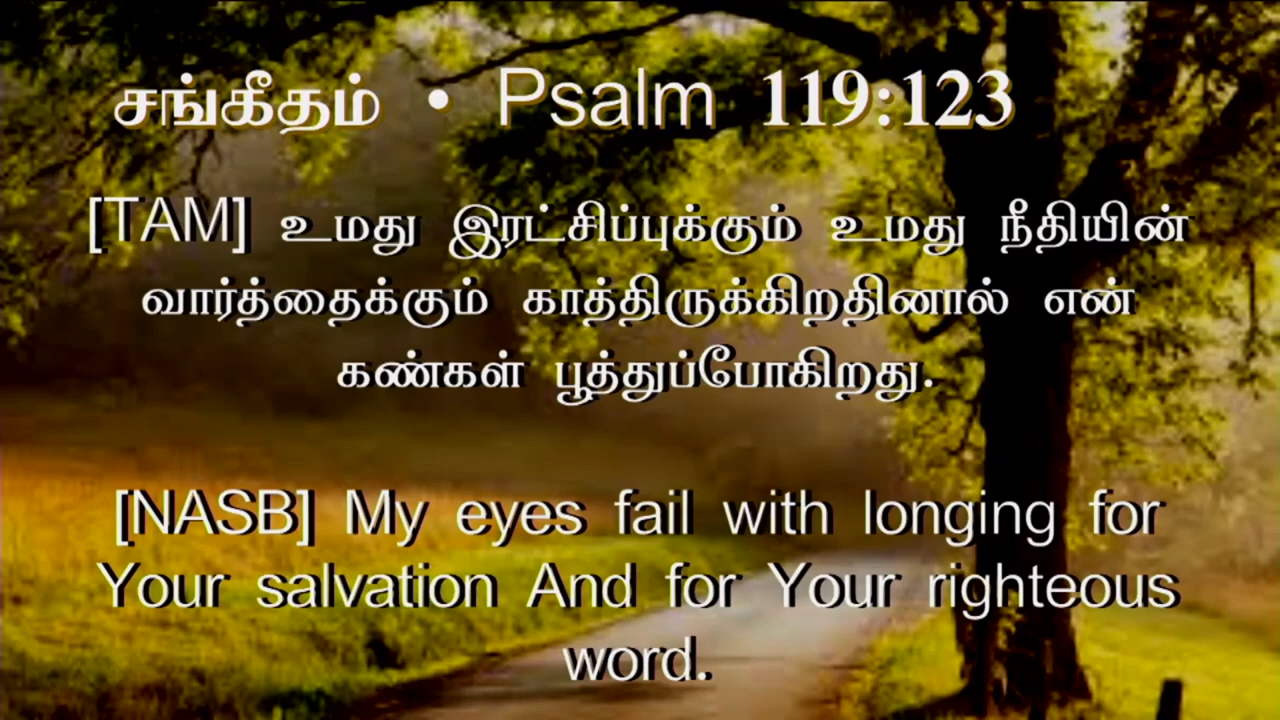 சங்கீதம் • Psalm 119:123
[TAM] உமது இரட்சிப்புக்கும் உமது நீதியின்
வார்த்தைக்கும் காத்திருக்கிறதினால் என்
கண்கள் பூத்துப்போகிறது.
[NASB] My eyes fail with longing for
Your salvation And for Your righteous
word.